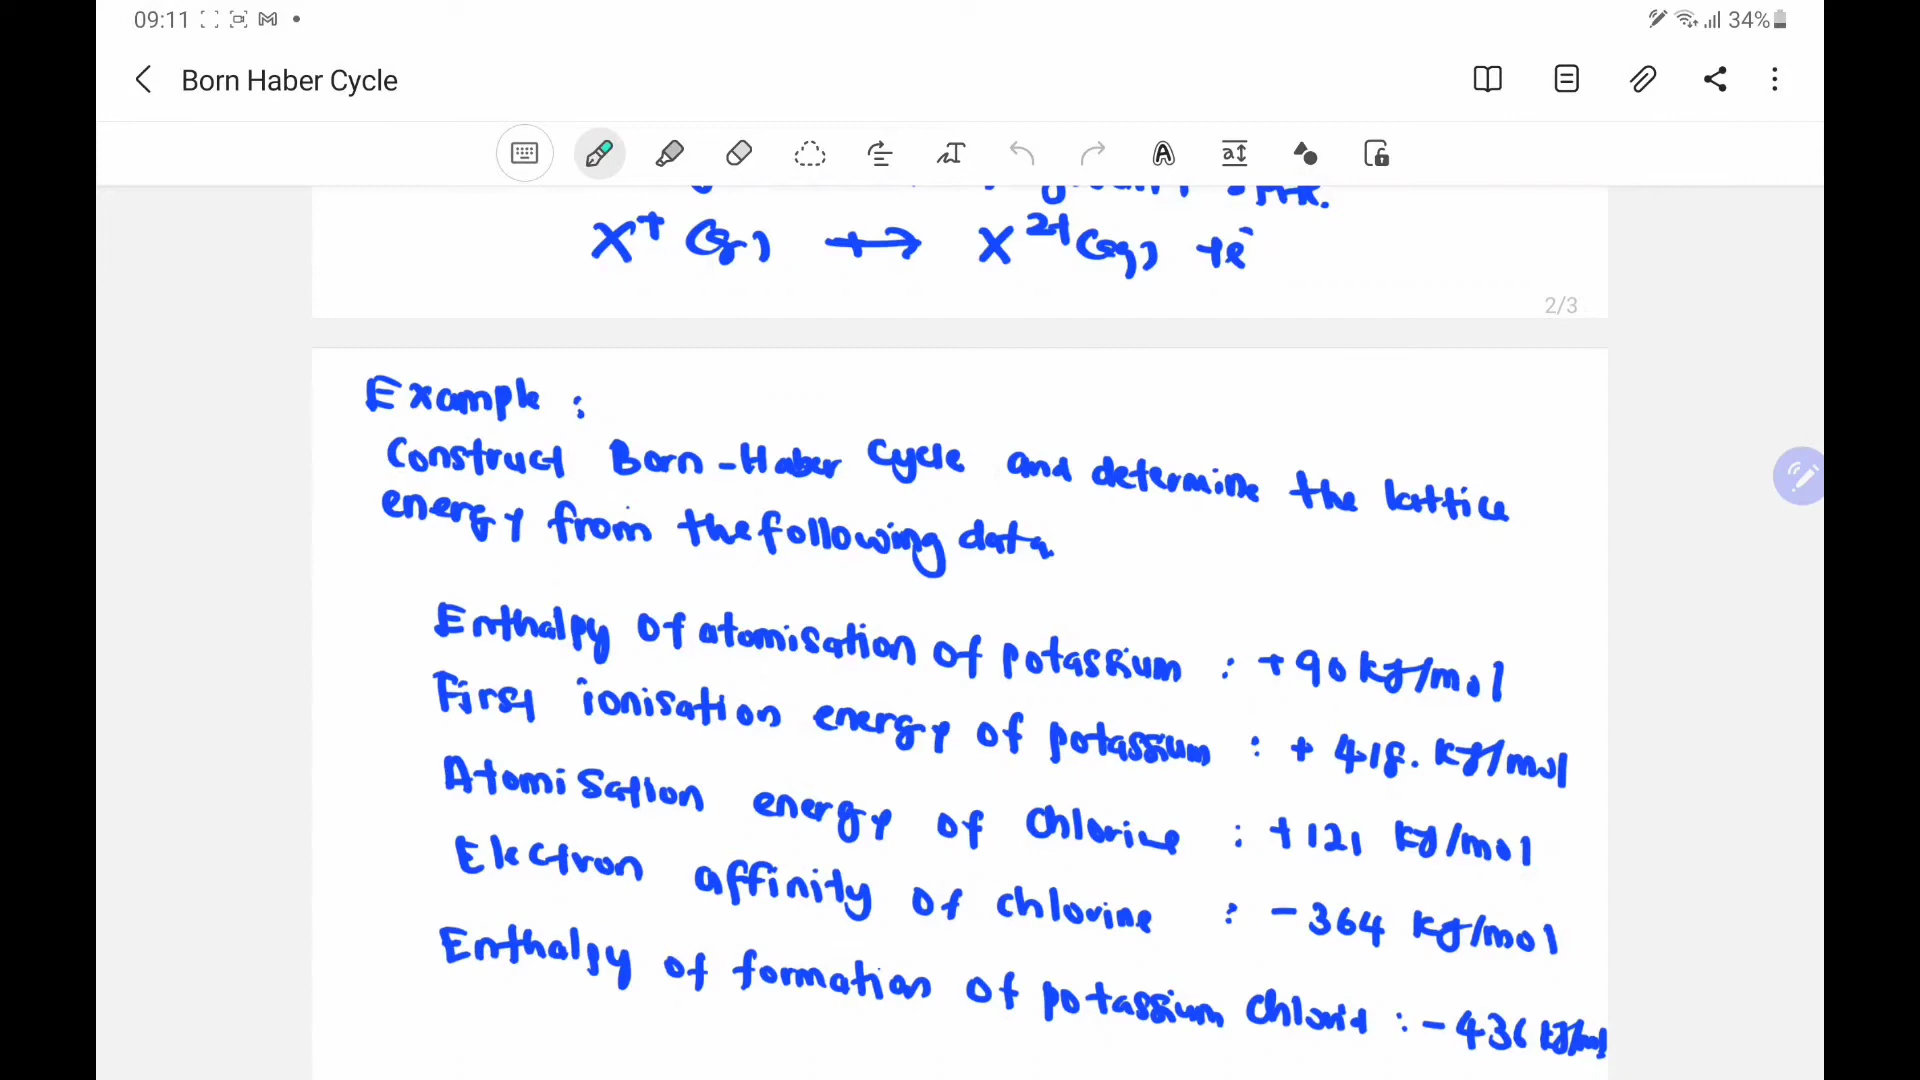 09:11
34%
Born Haber Cycle
X⁺ (g) → X²⁺(g) + e⁻
2/3
Example :
Construct Born-Haber Cycle and determine the lattice
energy from the following data
Enthalpy of atomisation of potassium : +90 kJ/mol
First ionisation energy of potassium : + 418. kJ/mol
Atomisation energy of chlorine : +121 kJ/mol
Electron affinity of chlorine : -364 kJ/mol
Enthalpy of formation of potassium chlorid : -436 kJ/mol